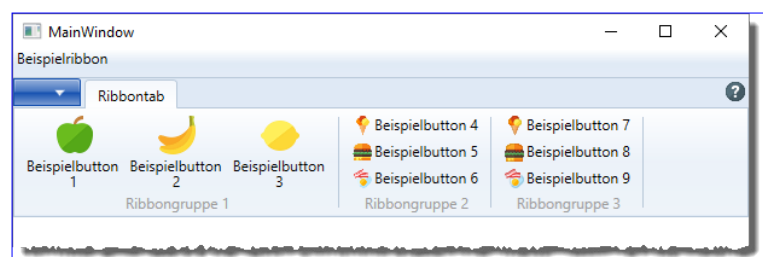 MainWindow
Beispielribbon
Ribbontab
?
Beispielbutton 1
Beispielbutton 2
Beispielbutton 3
Ribbongruppe 1
Beispielbutton 4
Beispielbutton 5
Beispielbutton 6
Ribbongruppe 2
Beispielbutton 7
Beispielbutton 8
Beispielbutton 9
Ribbongruppe 3